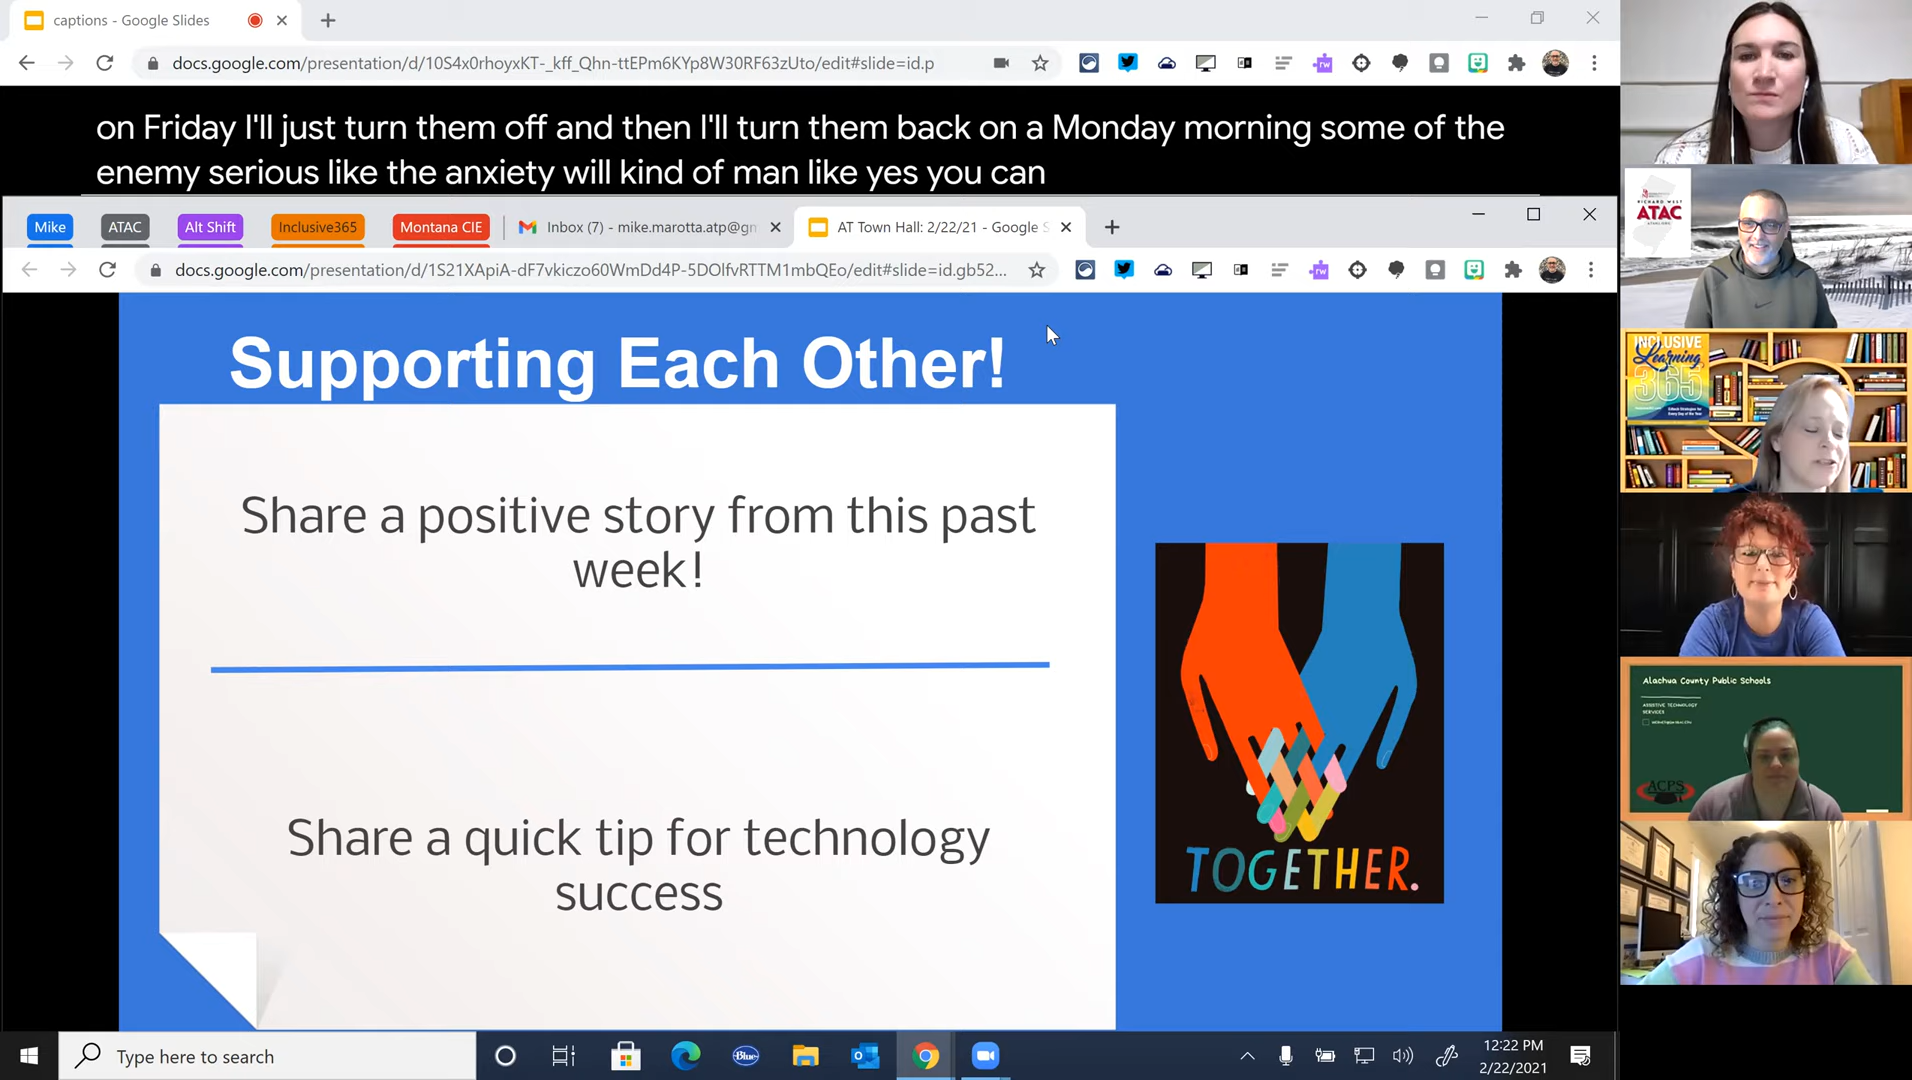 captions - Google Slides
docs.google.com/presentation/d/10S4x0rhoyxKT-_kff_Qhn-ttEPm6KYp8W30RF63zUto/edit#slide=id.p
on Friday I'll just turn them off and then I'll turn them back on a Monday morning some of the
enemy serious like the anxiety will kind of man like yes you can
Mike
ATAC
Alt Shift
Inclusive365
Montana CIE
Inbox (7) - mike.marotta.atp@gm
AT Town Hall: 2/22/21 - Google S
docs.google.com/presentation/d/1S21XApiA-dF7vkiczo60WmDd4P-5DOlfvRTTM1mbQEo/edit#slide=id.gb52...
Supporting Each Other!
Share a positive story from this past
week!
Share a quick tip for technology
success
TOGETHER.
RICHARD WEST
ATAC
INCLUSIVE
Learning
365
Alachua County Public Schools
ASSISTIVE TECHNOLOGY
SERVICES
ACPS
Type here to search
Blue
12:22 PM
2/22/2021